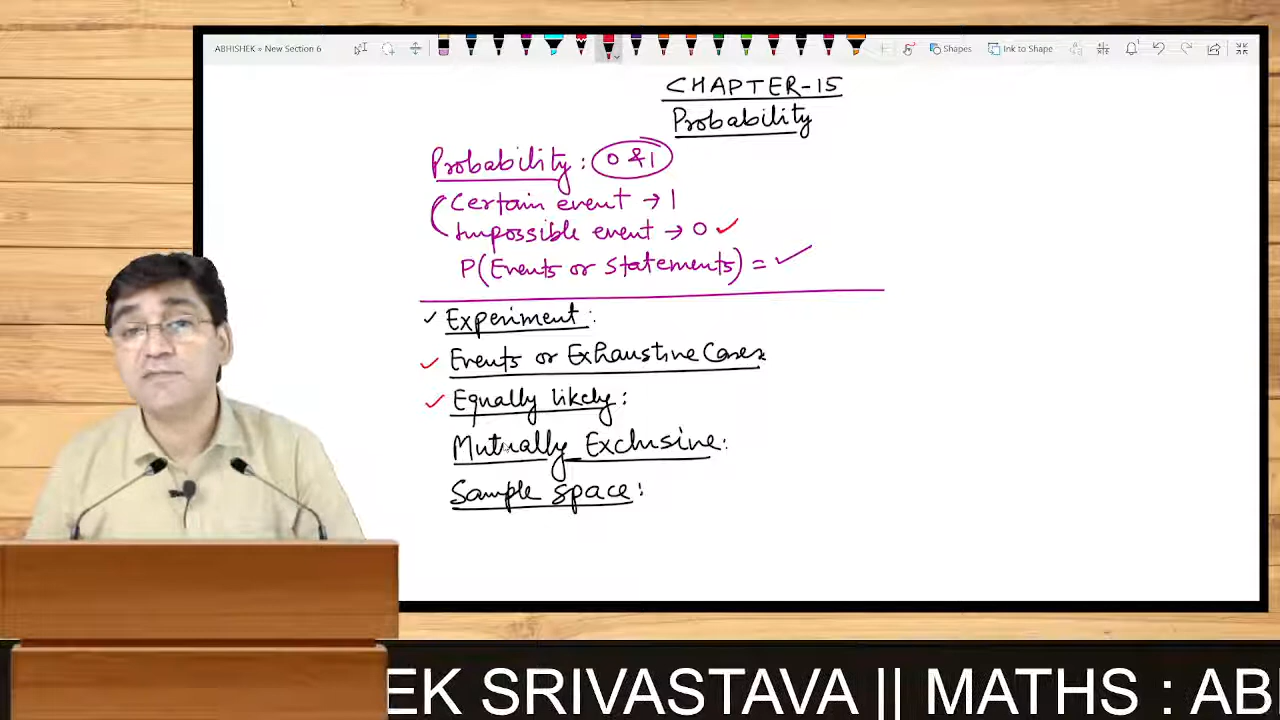 ABHISHEK « New Section 6
Shapes
Ink to Shape
CHAPTER-15
Probability
Probability : 0 & 1
Certain event → 1
Impossible event → 0 ✓
P(Events or Statements) = ✓
✓ Experiment :
✓ Events or Exhaustive Cases
✓ Equally likely :
Mutually Exclusive :
Sample space :
EK SRIVASTAVA || MATHS : AB